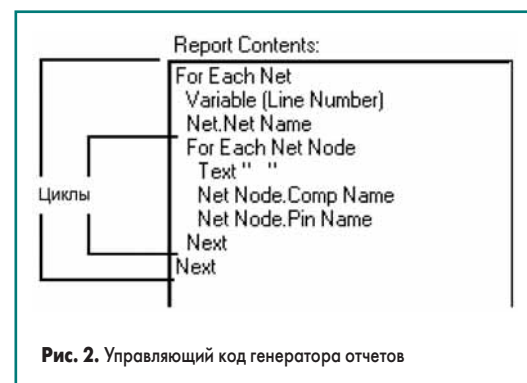 Report Contents:
For Each Net
Variable (Line Number)
Net.Net Name
For Each Net Node
Text "   "
Net Node.Comp Name
Net Node.Pin Name
Next
Next
Циклы
Рис. 2. Управляющий код генератора отчетов